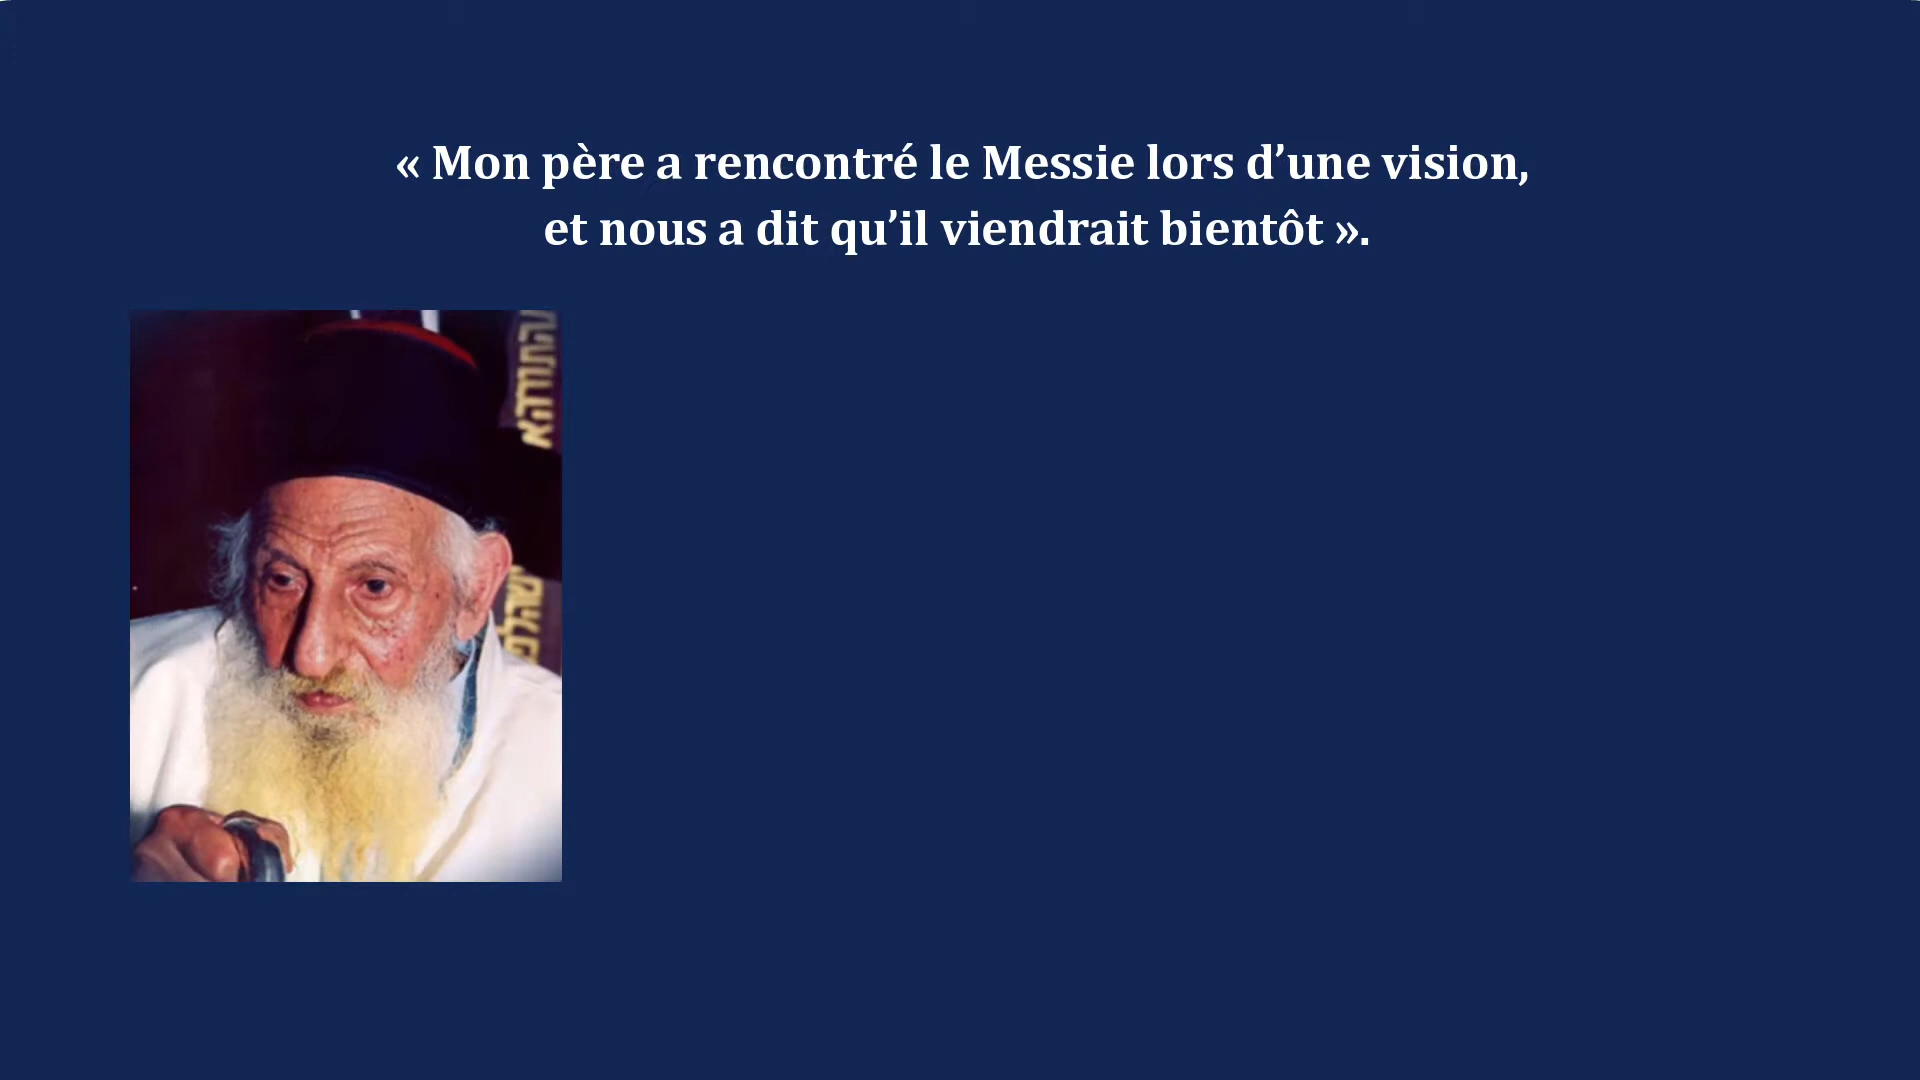 « Mon père a rencontré le Messie lors d’une vision,
et nous a dit qu’il viendrait bientôt ».